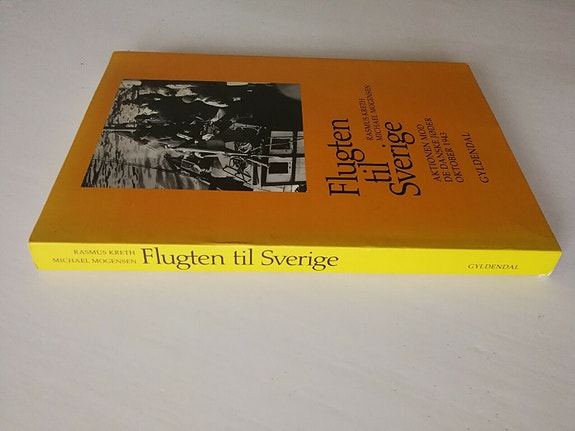 Flugten
til
Sverige
RASMUS KRETH
MICHAEL MOGENSEN
AKTIONEN MOD
DE DANSKE JØDER
OKTOBER 1943
GYLDENDAL
RASMUS KRETH
MICHAEL MOGENSEN
Flugten til Sverige
GYLDENDAL